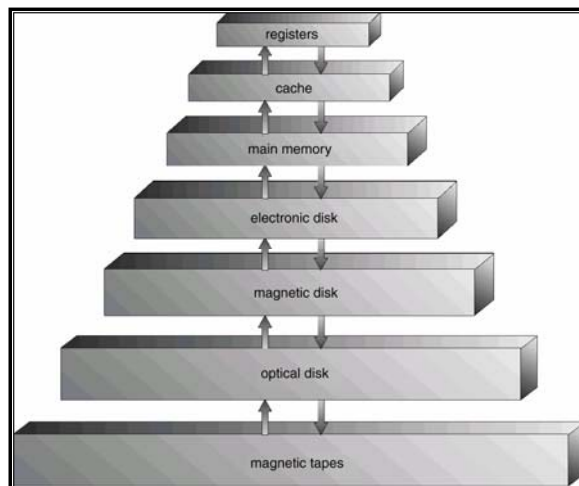 registers
cache
main memory
electronic disk
magnetic disk
optical disk
magnetic tapes